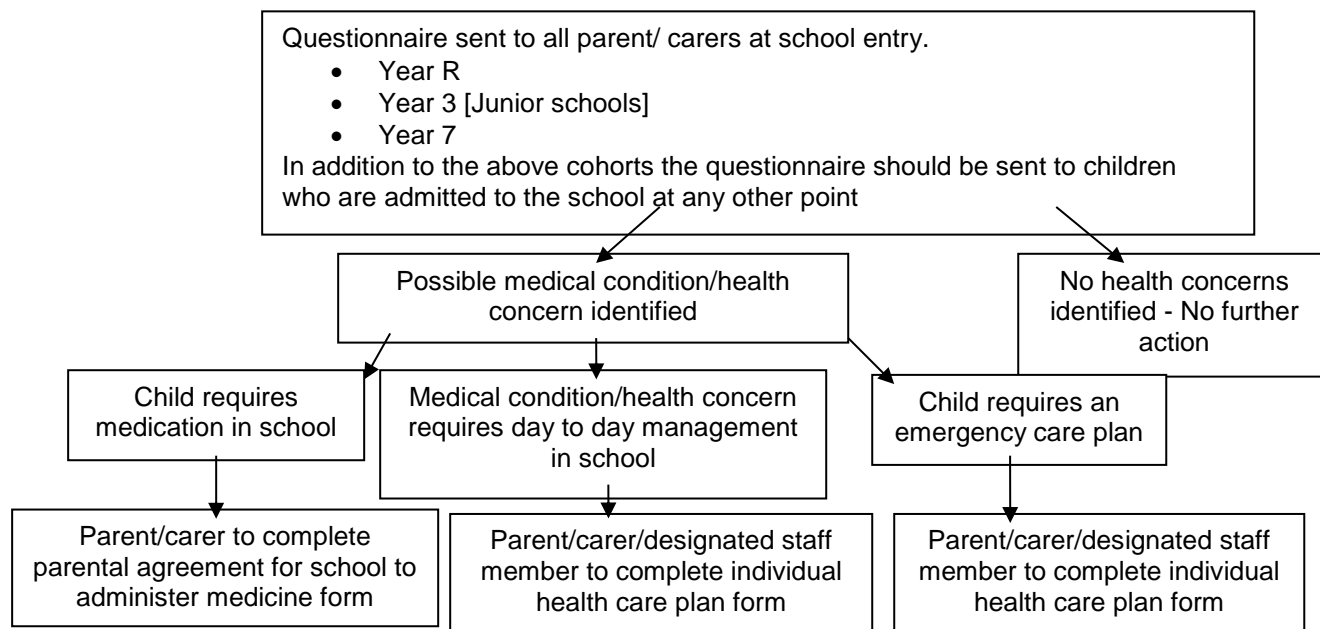 Questionnaire sent to all parent/ carers at school entry.
• Year R
• Year 3 [Junior schools]
• Year 7
In addition to the above cohorts the questionnaire should be sent to children
who are admitted to the school at any other point
Possible medical condition/health
concern identified
No health concerns
identified - No further
action
Child requires
medication in school
Medical condition/health concern
requires day to day management
in school
Child requires an
emergency care plan
Parent/carer to complete
parental agreement for school to
administer medicine form
Parent/carer/designated staff
member to complete individual
health care plan form
Parent/carer/designated staff
member to complete individual
health care plan form